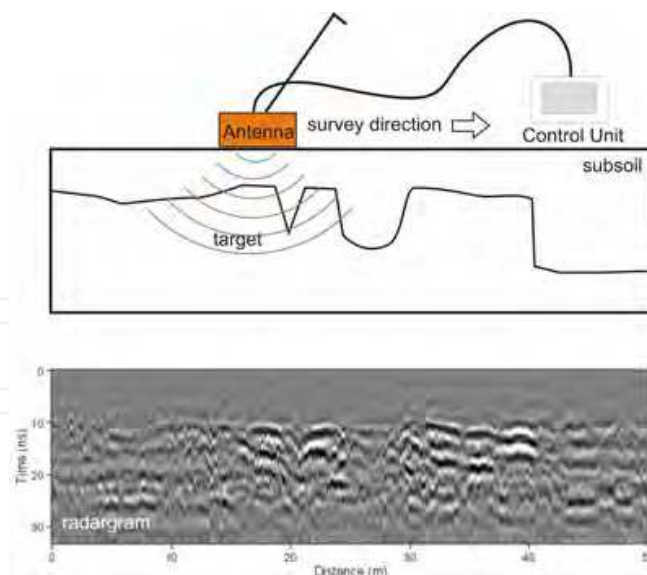 Antenna
survey direction
Control Unit
subsoil
target
0
10
20
30
Time (ns)
radargram
0
10
20
30
40
Distance (m)